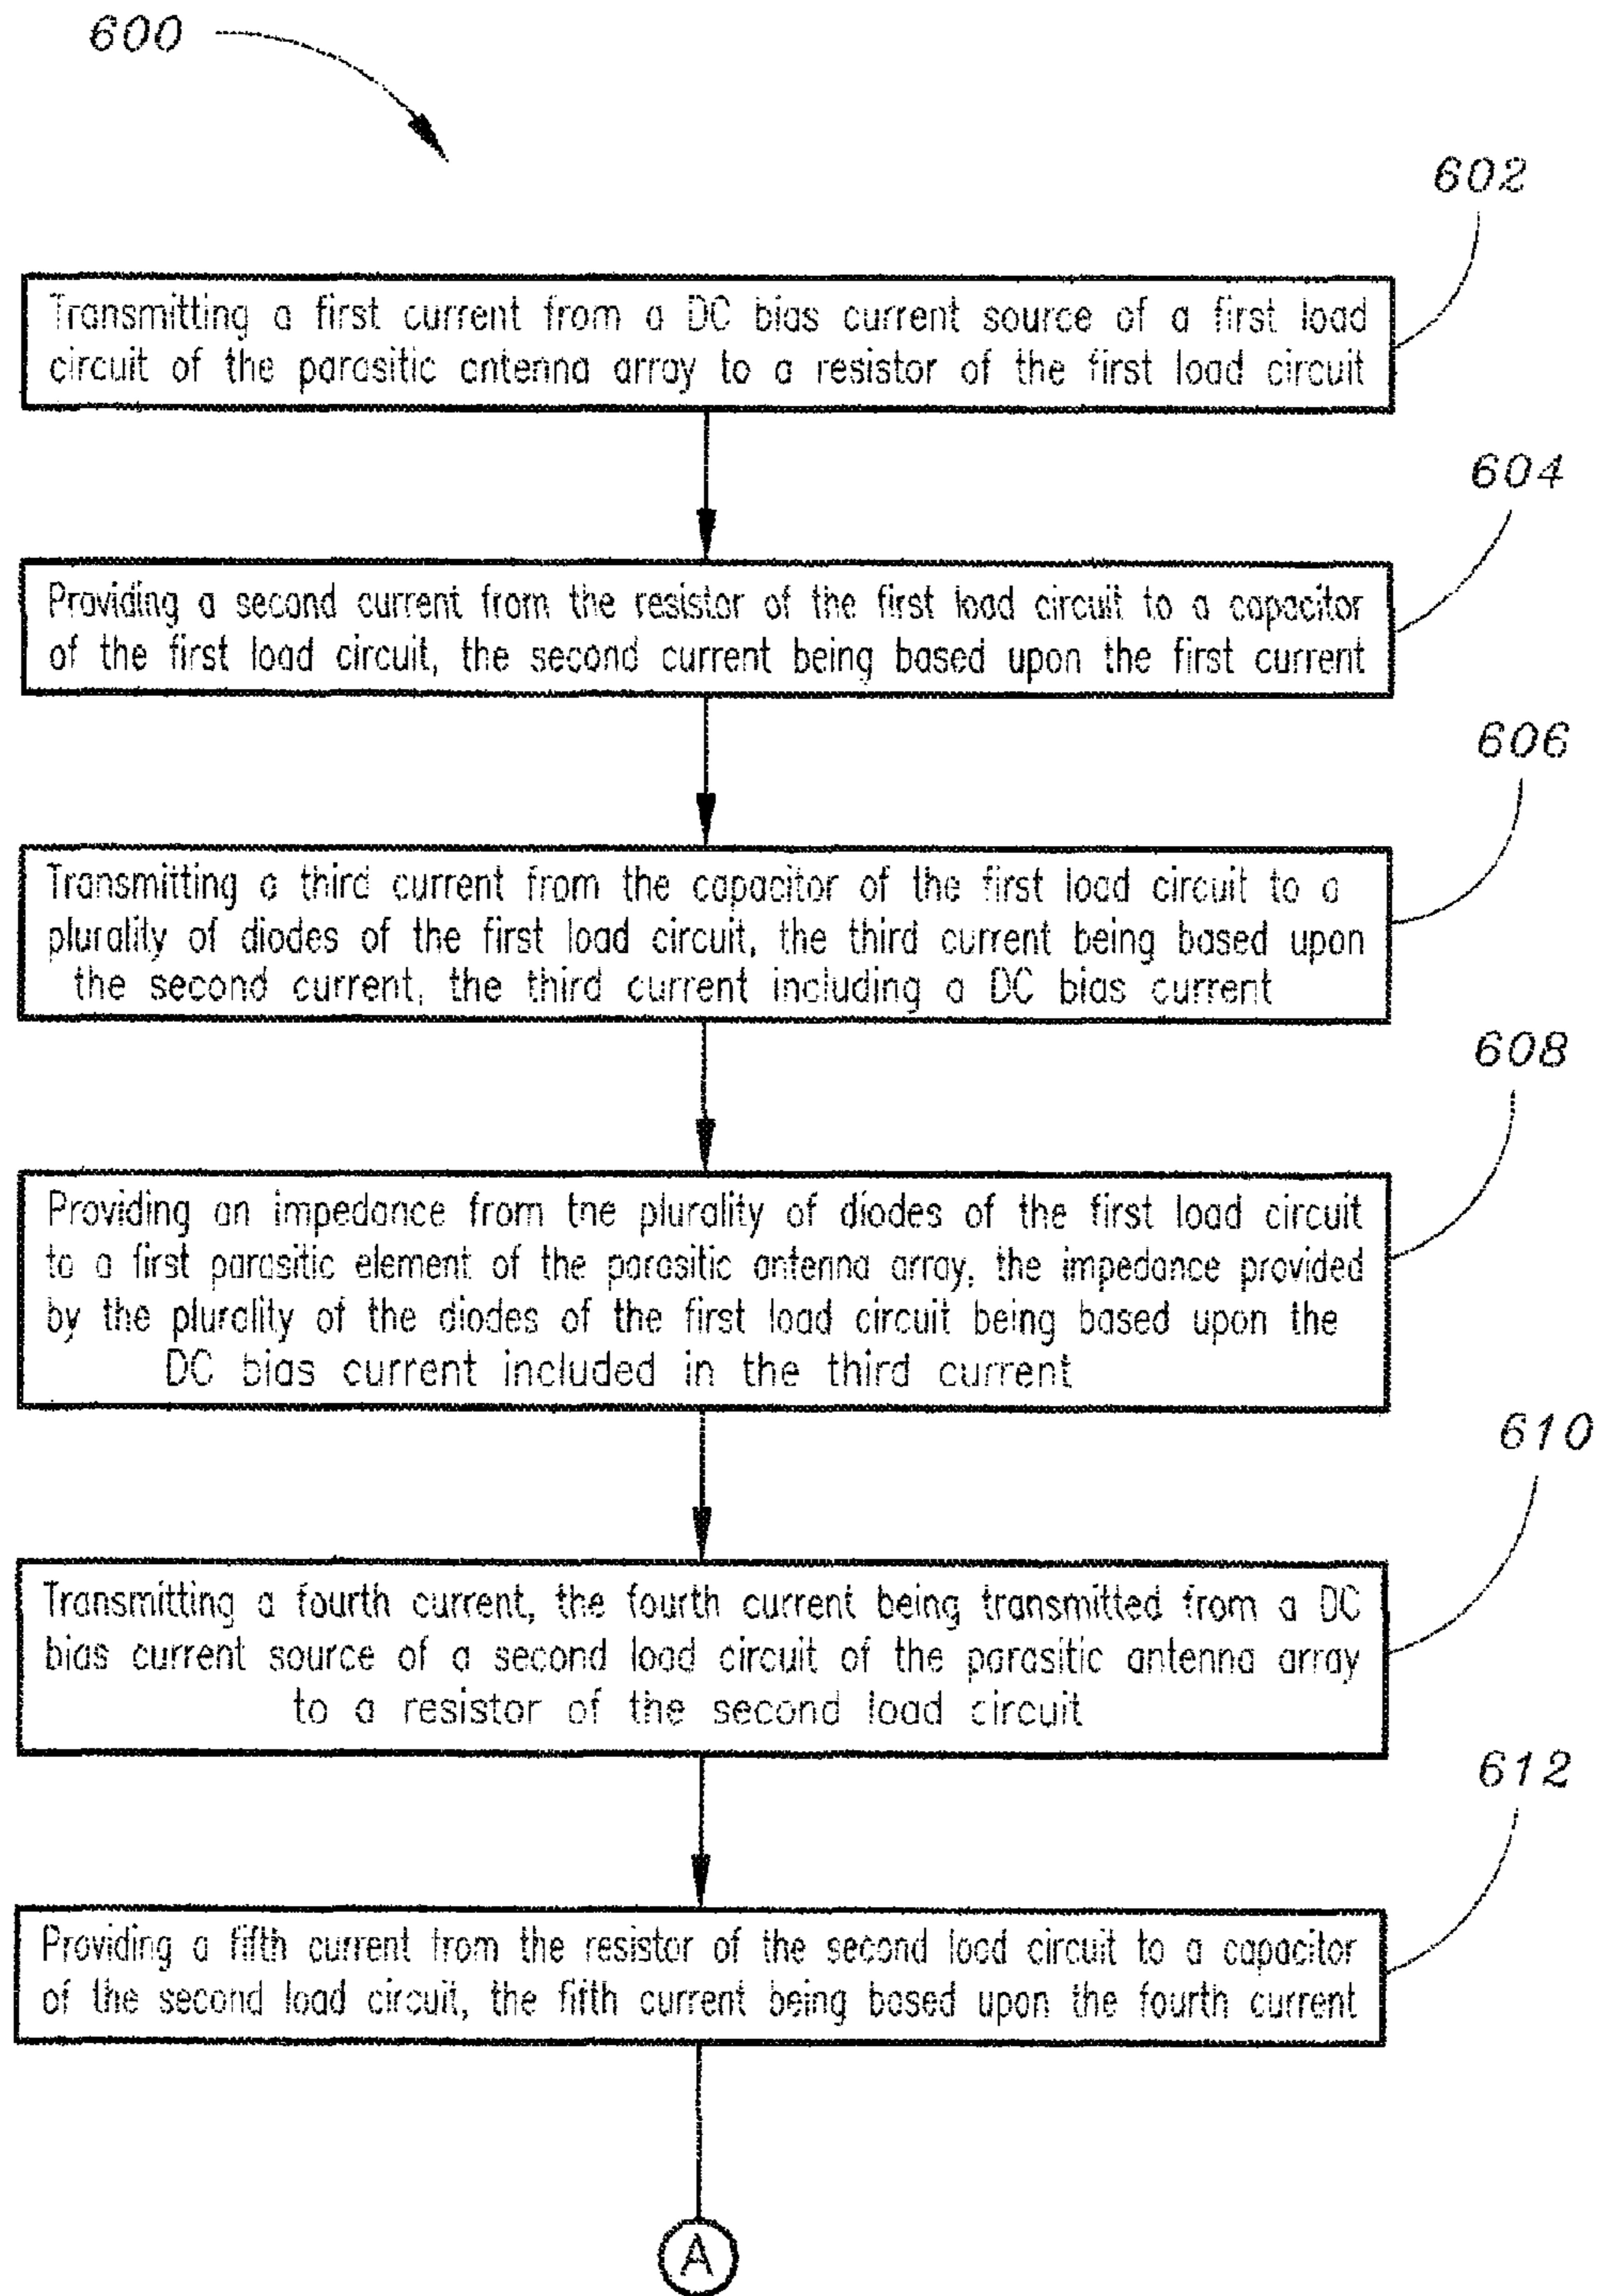 600
602
Transmitting a first current from a DC bias current source of a first load
circuit of the parasitic antenna array to a resistor of the first load circuit
604
Providing a second current from the resistor of the first load circuit to a capacitor
of the first load circuit, the second current being based upon the first current
606
Transmitting a third current from the capacitor of the first load circuit to a
plurality of diodes of the first load circuit, the third current being based upon
the second current, the third current including a DC bias current
608
Providing an impedance from the plurality of diodes of the first load circuit
to a first parasitic element of the parasitic antenna array, the impedance provided
by the plurality of the diodes of the first load circuit being based upon the
DC bias current included in the third current
610
Transmitting a fourth current, the fourth current being transmitted from a DC
bias current source of a second load circuit of the parasitic antenna array
to a resistor of the second load circuit
612
Providing a fifth current from the resistor of the second load circuit to a capacitor
of the second load circuit, the fifth current being based upon the fourth current
A